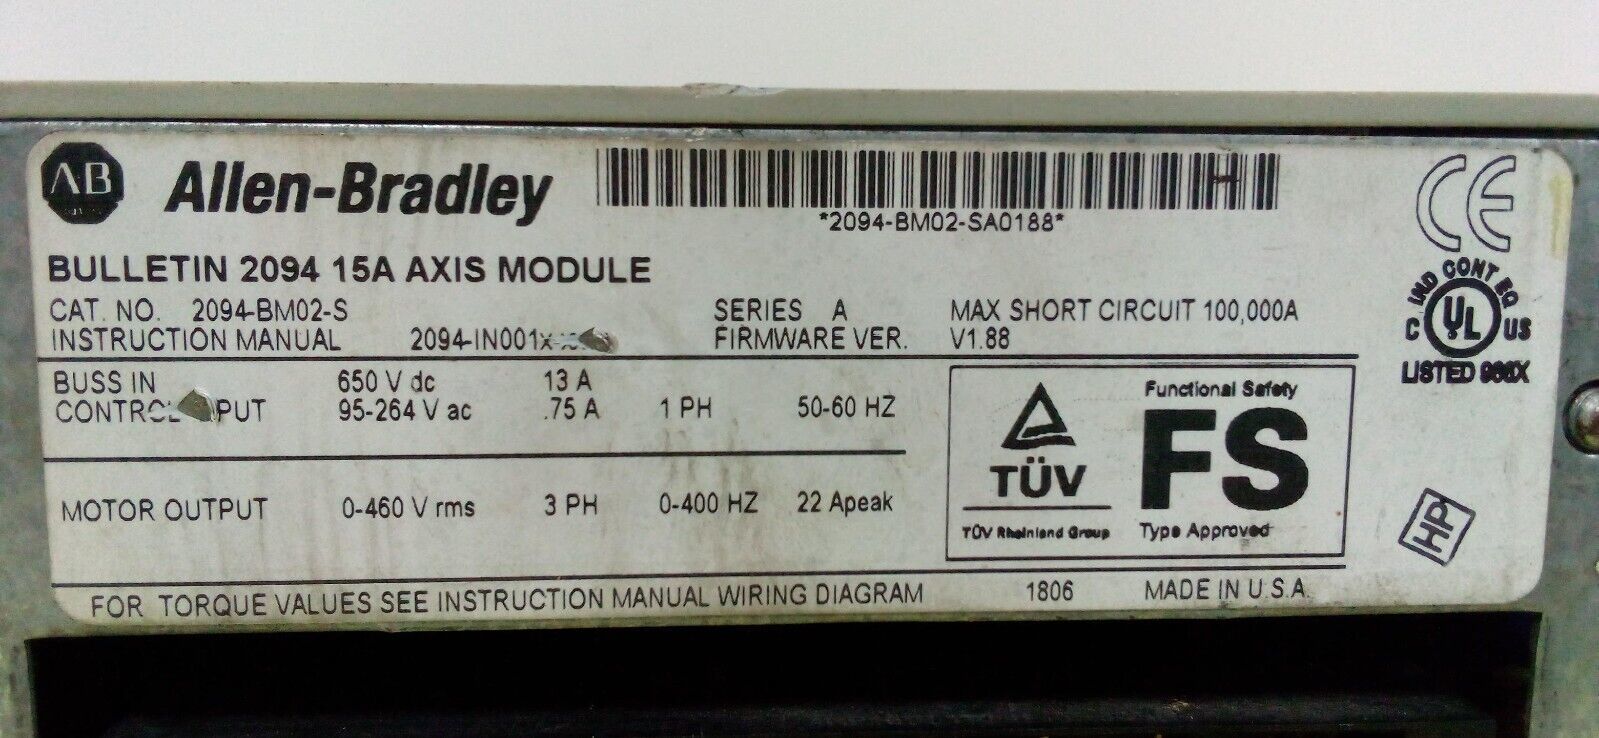 AB Allen-Bradley
*2094-BM02-SA0188*
BULLETIN 2094 15A AXIS MODULE
CAT. NO. 2094-BM02-S SERIES A MAX SHORT CIRCUIT 100,000A
INSTRUCTION MANUAL 2094-IN001x FIRMWARE VER. V1.88
BUSS IN 650 V dc 13 A
95-264 V ac .75 A 1 PH 50-60 HZ
MOTOR OUTPUT 0-460 V rms 3 PH 0-400 HZ 22 Apeak
TÜV
TÜV Rheinland Group
Functional Safety
FS
Type Approved
CE
IND CONT EQ
C UL US
LISTED
HP
FOR TORQUE VALUES SEE INSTRUCTION MANUAL WIRING DIAGRAM 1806 MADE IN U.S.A.